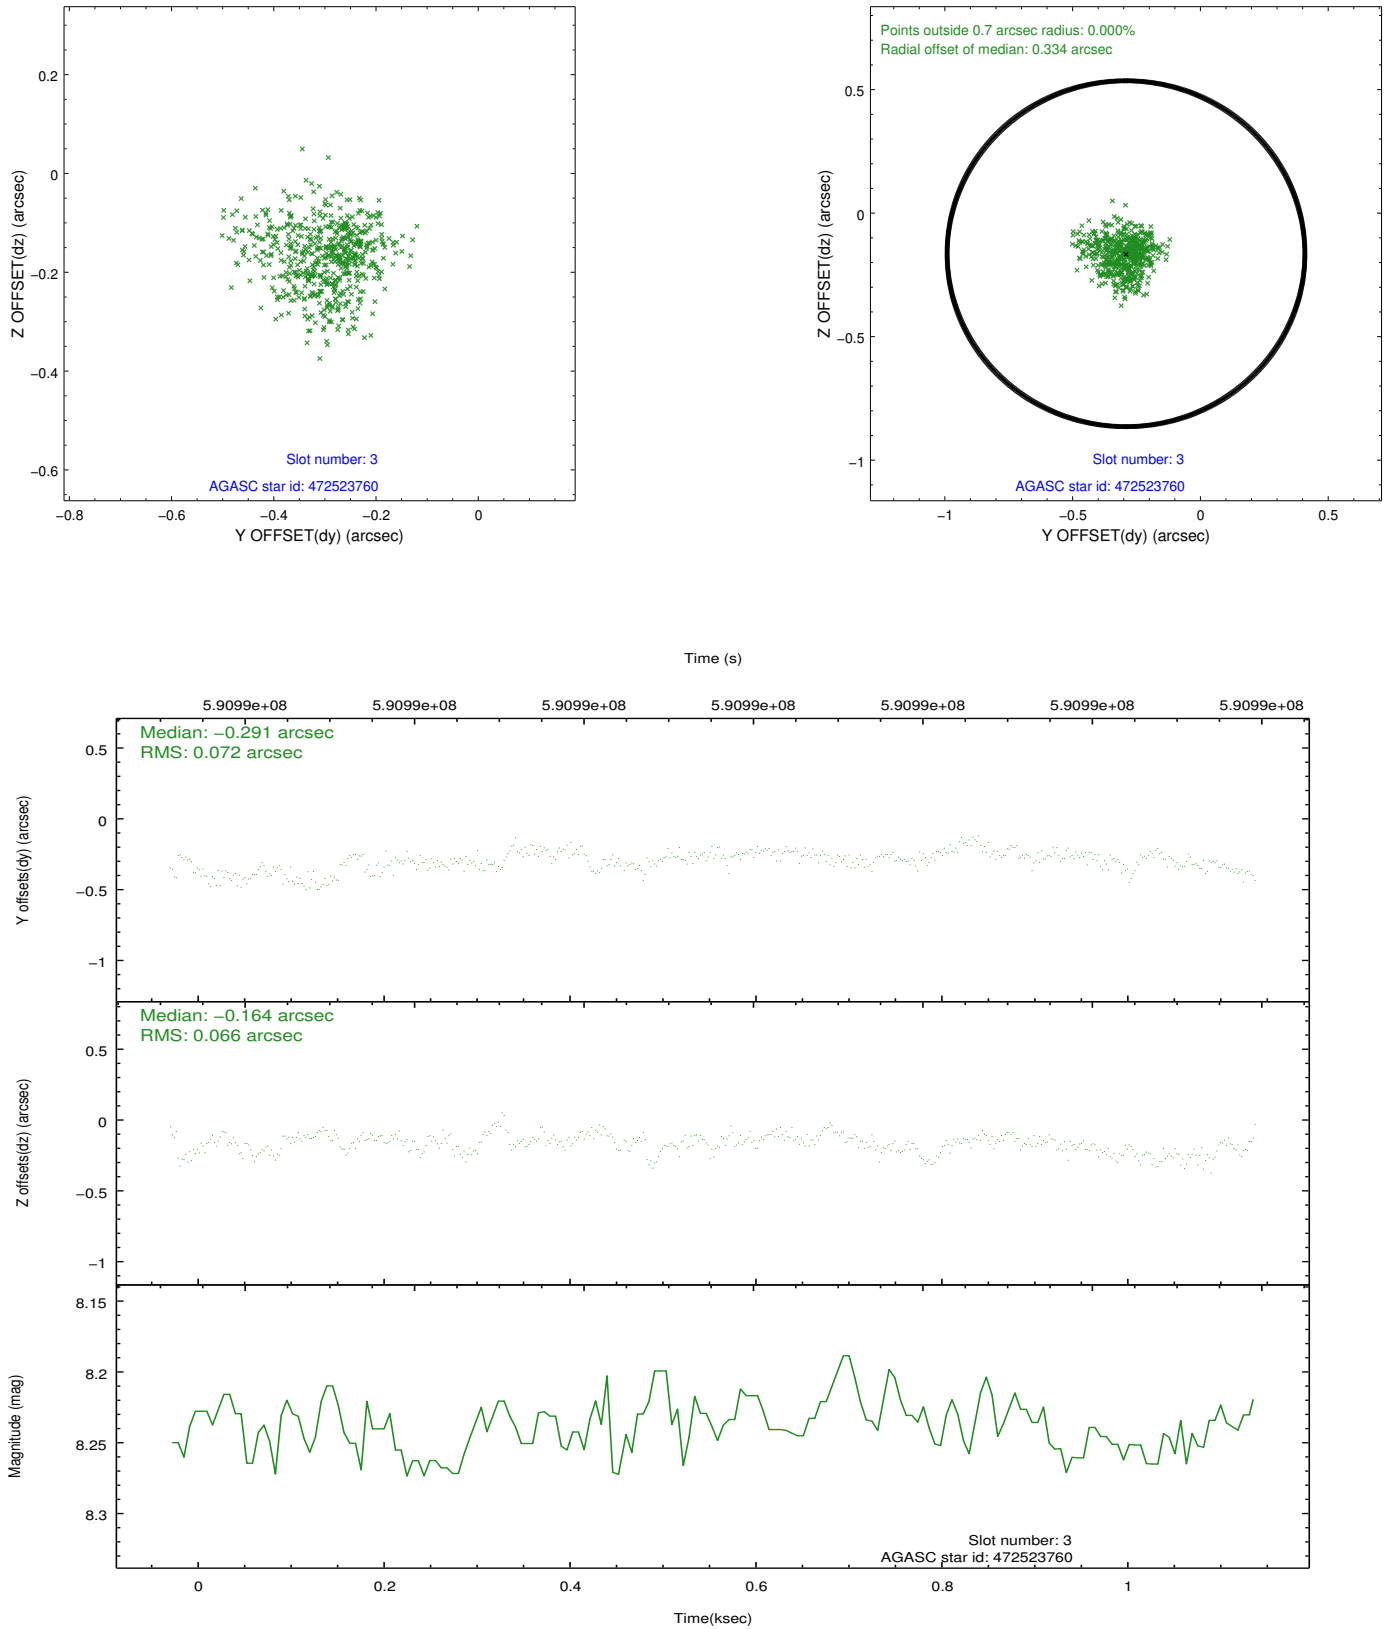 0.2
0
−0.2
−0.4
−0.6
Z OFFSET(dz) (arcsec)
Slot number: 3
AGASC star id: 472523760
−0.8
−0.6
−0.4
−0.2
0
Y OFFSET(dy) (arcsec)
Points outside 0.7 arcsec radius: 0.000%
Radial offset of median: 0.334 arcsec
0.5
0
−0.5
−1
Z OFFSET(dz) (arcsec)
Slot number: 3
AGASC star id: 472523760
−1
−0.5
0
0.5
Y OFFSET(dy) (arcsec)
Time (s)
5.9099e+08
5.9099e+08
5.9099e+08
5.9099e+08
5.9099e+08
5.9099e+08
5.9099e+08
Median: −0.291 arcsec
RMS: 0.072 arcsec
0.5
0
−0.5
−1
Y offsets(dy) (arcsec)
Median: −0.164 arcsec
RMS: 0.066 arcsec
0.5
0
−0.5
−1
Z offsets(dz) (arcsec)
8.15
8.2
8.25
8.3
Magnitude (mag)
Slot number: 3
AGASC star id: 472523760
0
0.2
0.4
0.6
0.8
1
Time(ksec)